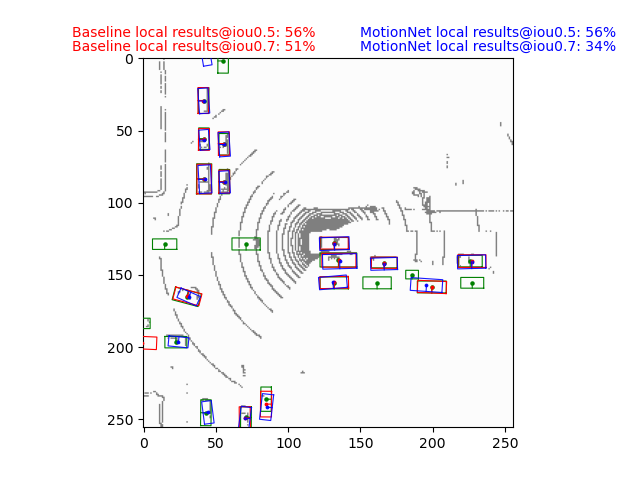 Baseline local results@iou0.5: 56% MotionNet local results@iou0.5: 56%
Baseline local results@iou0.7: 51% MotionNet local results@iou0.7: 34%
0
50
100
150
200
250
0 50 100 150 200 250